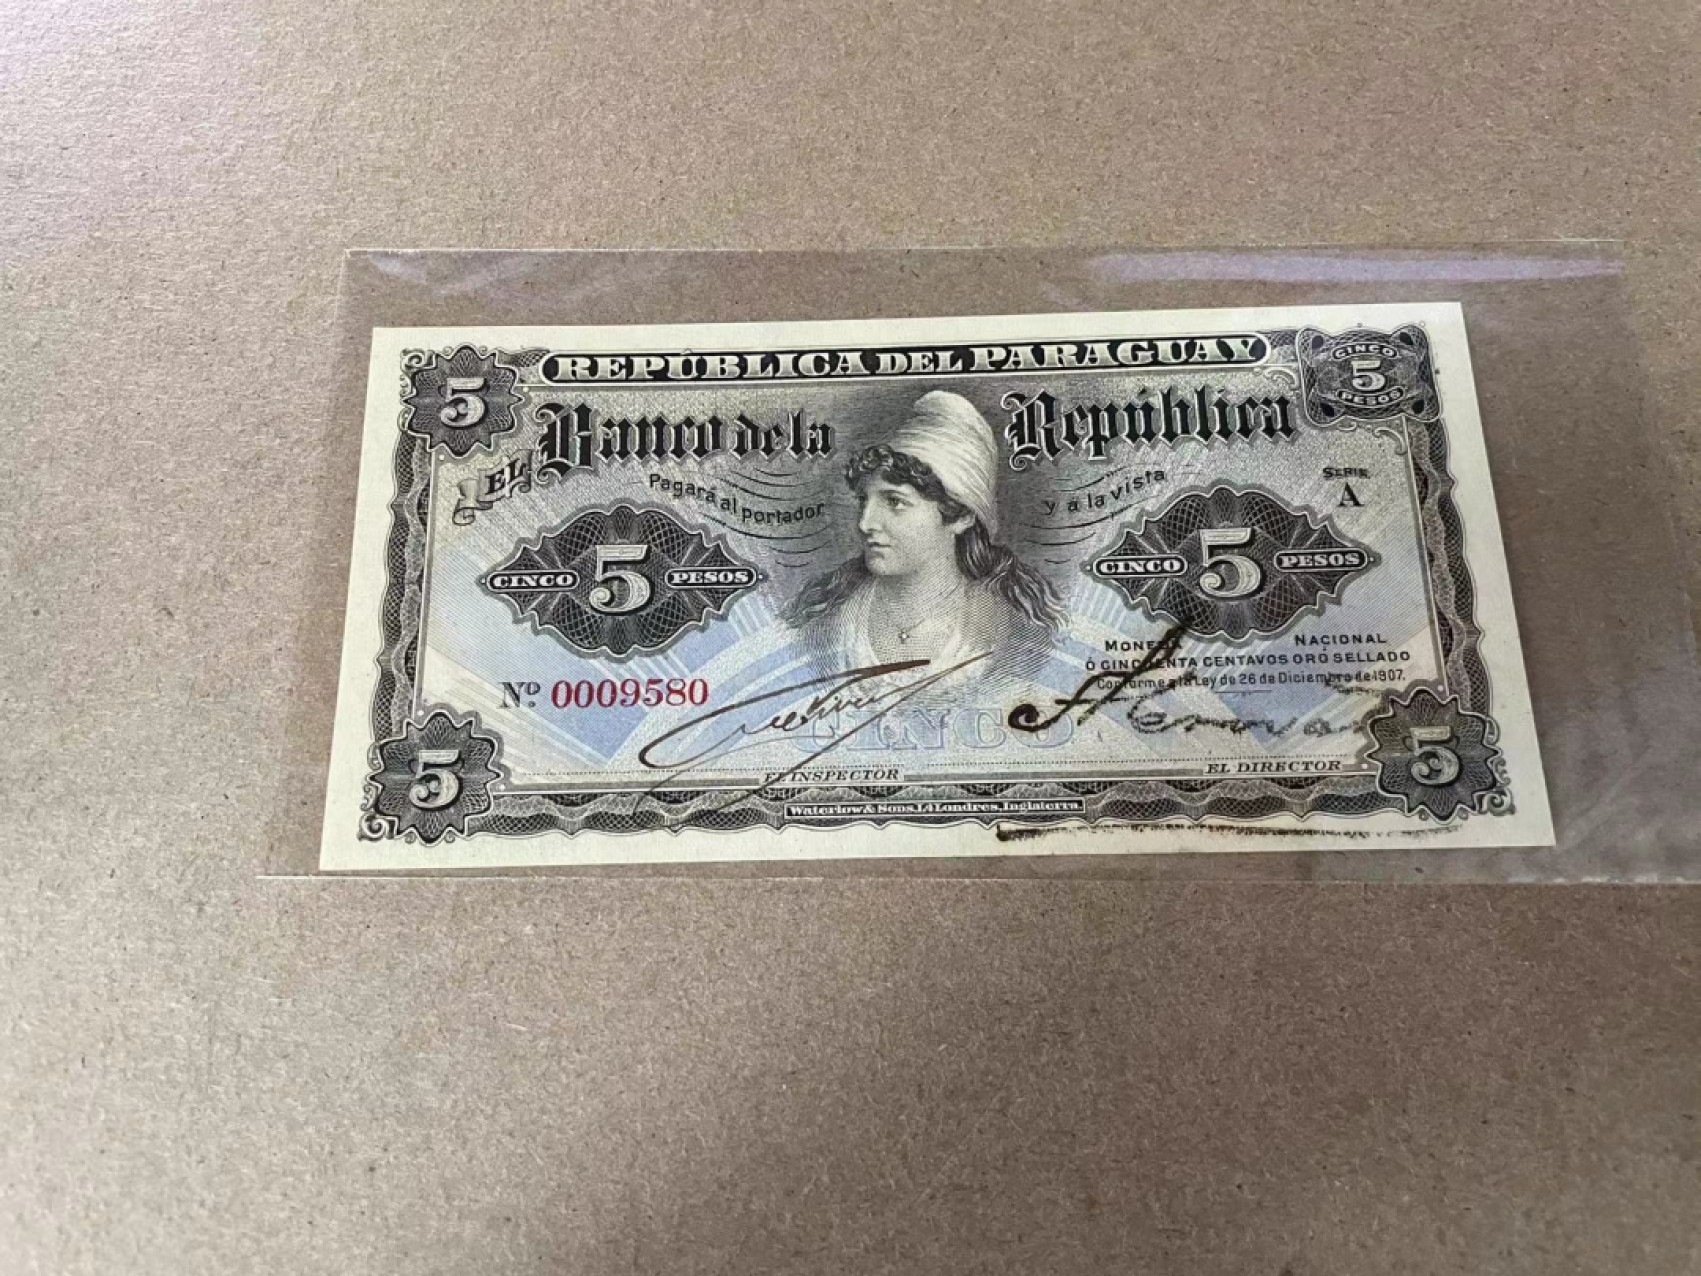 REPÚBLICA DEL PARAGUAY
CINCO
5
PESOS
5
EL Banco de la República
Pagará al portador y á la vista
SERIE
A
CINCO 5 PESOS
CINCO 5 PESOS
MONEDA NACIONAL
Ó CINCUENTA CENTAVOS ORO SELLADO
Conforme a la Ley de 26 de Diciembre de 1907.
Nº 0009580
CINCO
EL INSPECTOR
EL DIRECTOR
5
5
Waterlow & Sons, Ld Londres, Inglaterra.